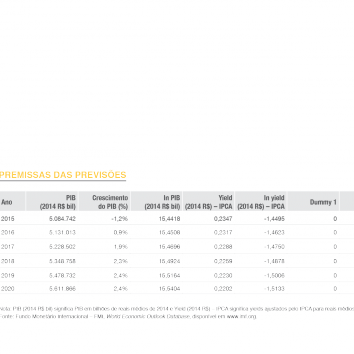 PREMISSAS DAS PREVISÕES
Ano PIB (2014 R$ bil) Crescimento do PIB (%) ln PIB (2014 R$ bil) Yield (2014 R$) – IPCA ln yield (2014 R$) – IPCA Dummy 1
2015 5.084.742 -1,2% 15,4418 0,2347 -1,4495 0
2016 5.131.013 0,9% 15,4508 0,2317 -1,4623 0
2017 5.228.502 1,9% 15,4696 0,2288 -1,4750 0
2018 5.348.758 2,3% 15,4924 0,2259 -1,4878 0
2019 5.478.732 2,4% 15,5164 0,2230 -1,5006 0
2020 5.611.866 2,4% 15,5404 0,2202 -1,5133 0
Nota: PIB (2014 R$ bil) significa PIB em bilhões de reais médios de 2014 e Yield (2014 R$) – IPCA significa yields ajustados pelo IPCA para reais médios
Fonte: Fundo Monetário Internacional – FMI, World Economic Outlook Database, disponível em www.imf.org